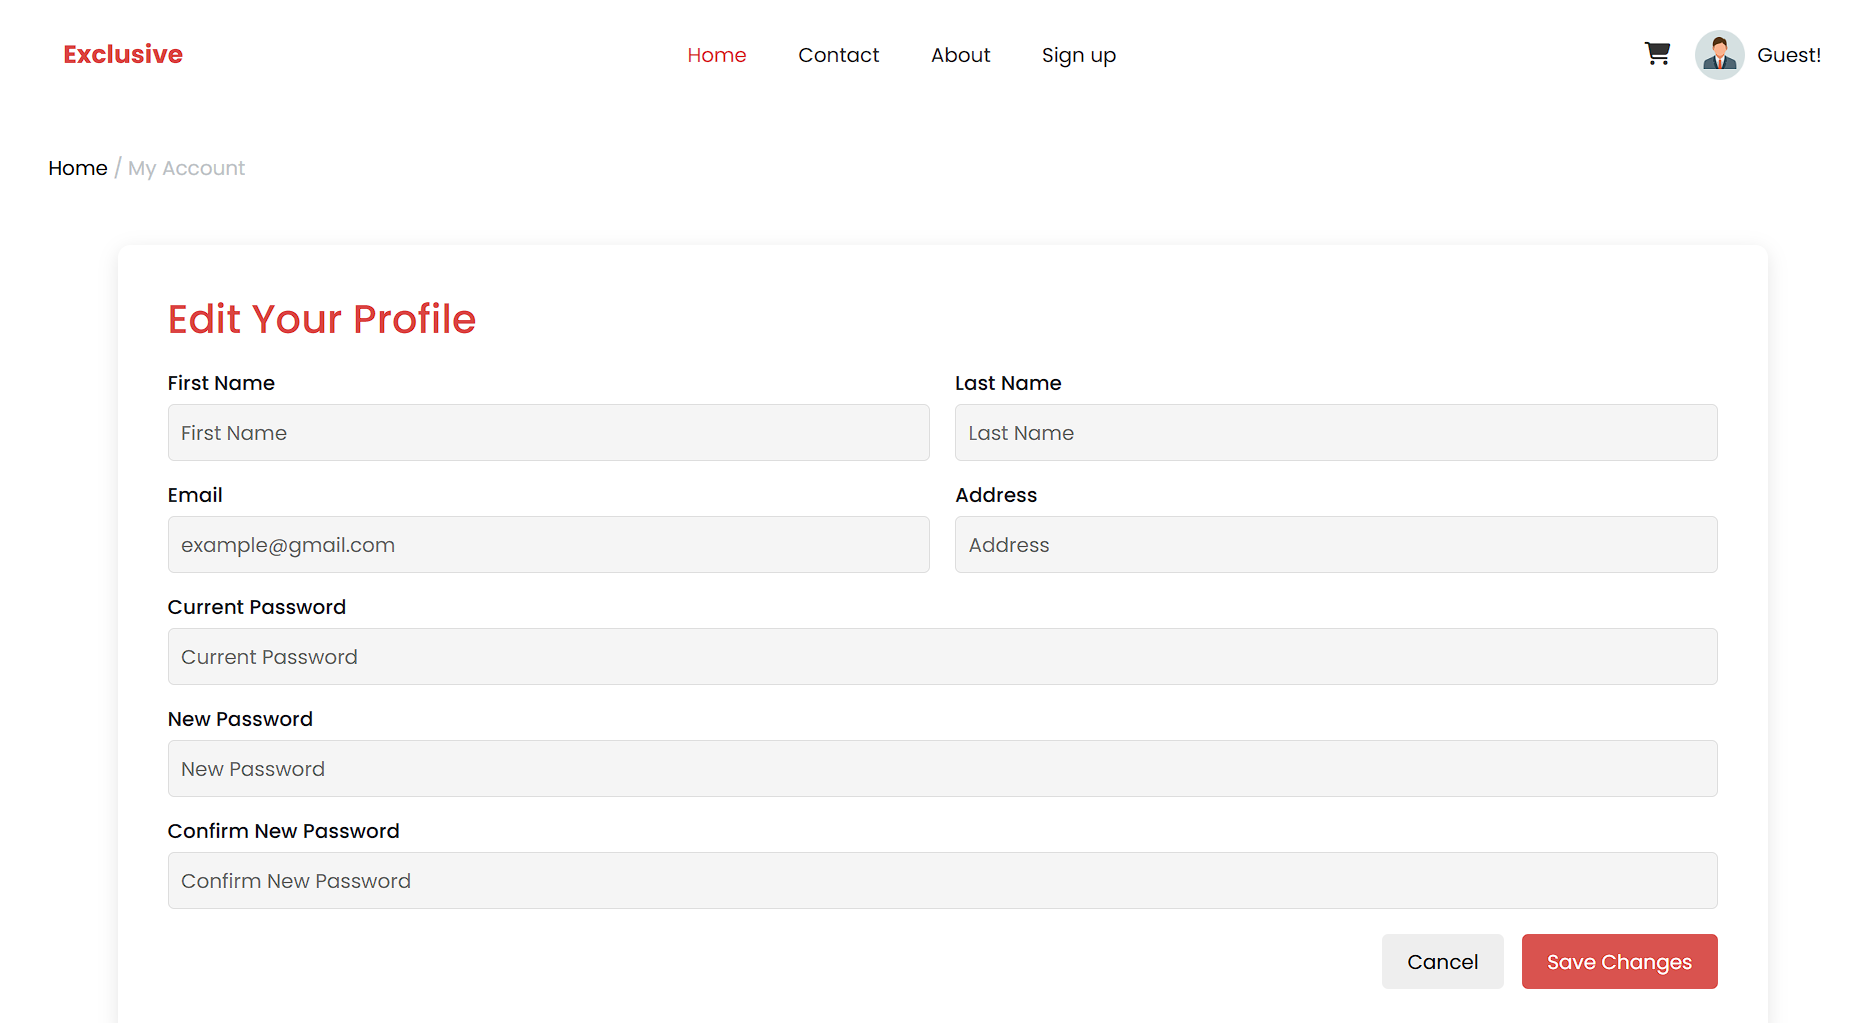 Exclusive Home Contact About Sign up Guest!
Home / My Account
Edit Your Profile
First Name Last Name
First Name Last Name
Email Address
example@gmail.com Address
Current Password
Current Password
New Password
New Password
Confirm New Password
Confirm New Password
Cancel Save Changes